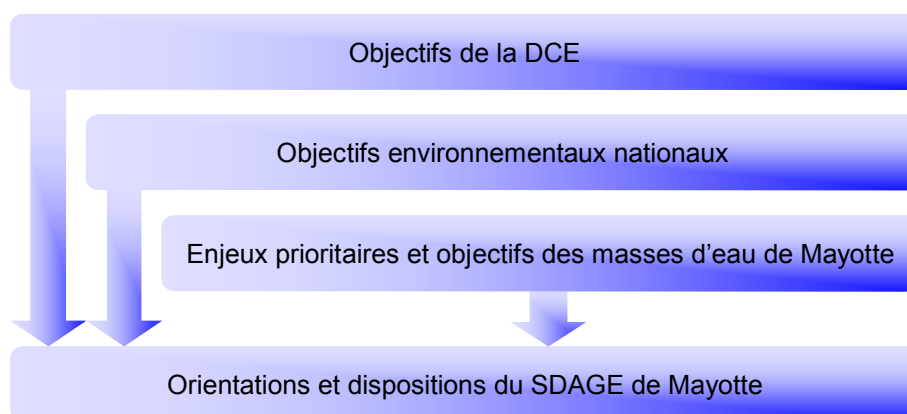 Objectifs de la DCE
Objectifs environnementaux nationaux
Enjeux prioritaires et objectifs des masses d'eau de Mayotte
Orientations et dispositions du SDAGE de Mayotte